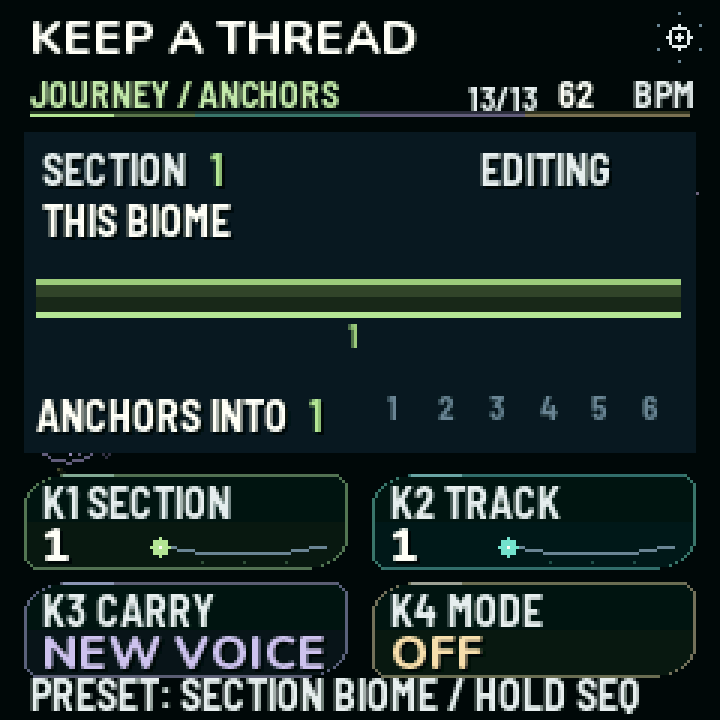 KEEP A THREAD
JOURNEY / ANCHORS 13/13 62 BPM
SECTION 1 EDITING
THIS BIOME
1
ANCHORS INTO 1 1 2 3 4 5 6
K1 SECTION K2 TRACK
1 1
K3 CARRY K4 MODE
NEW VOICE OFF
PRESET: SECTION BIOME / HOLD SEQ